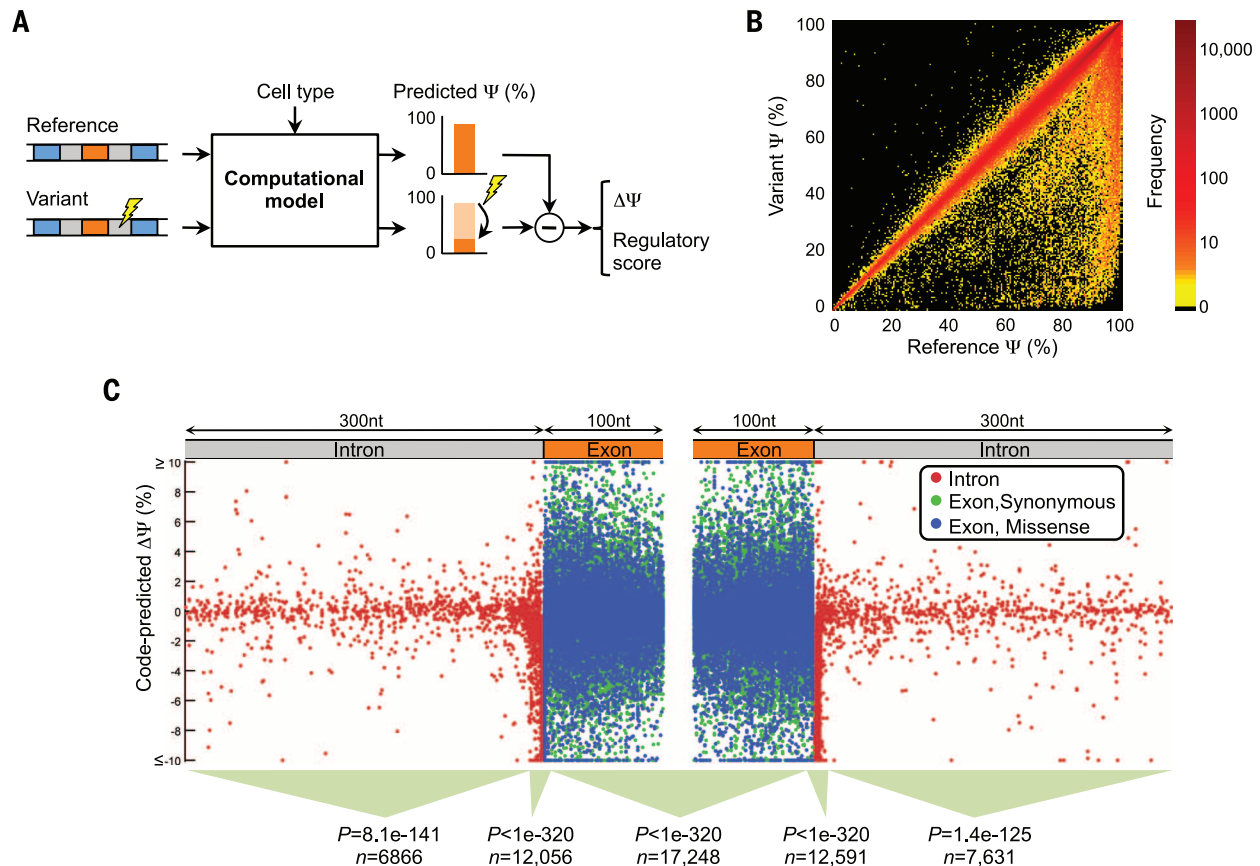 A
Cell type
Predicted Ψ (%)
Reference
Variant
Computational
model
100
0
100
0
−
ΔΨ
Regulatory
score
B
Variant Ψ (%)
100
80
60
40
20
0
0
20
40
60
80
100
Reference Ψ (%)
Frequency
10,000
1000
100
10
0
C
300nt
100nt
100nt
300nt
Intron
Exon
Exon
Intron
Code-predicted ΔΨ (%)
≥ 10
8
6
4
2
0
-2
-4
-6
-8
≤ -10
Intron
Exon,Synonymous
Exon, Missense
P=8.1e-141
n=6866
P<1e-320
n=12,056
P<1e-320
n=17,248
P<1e-320
n=12,591
P=1.4e-125
n=7,631